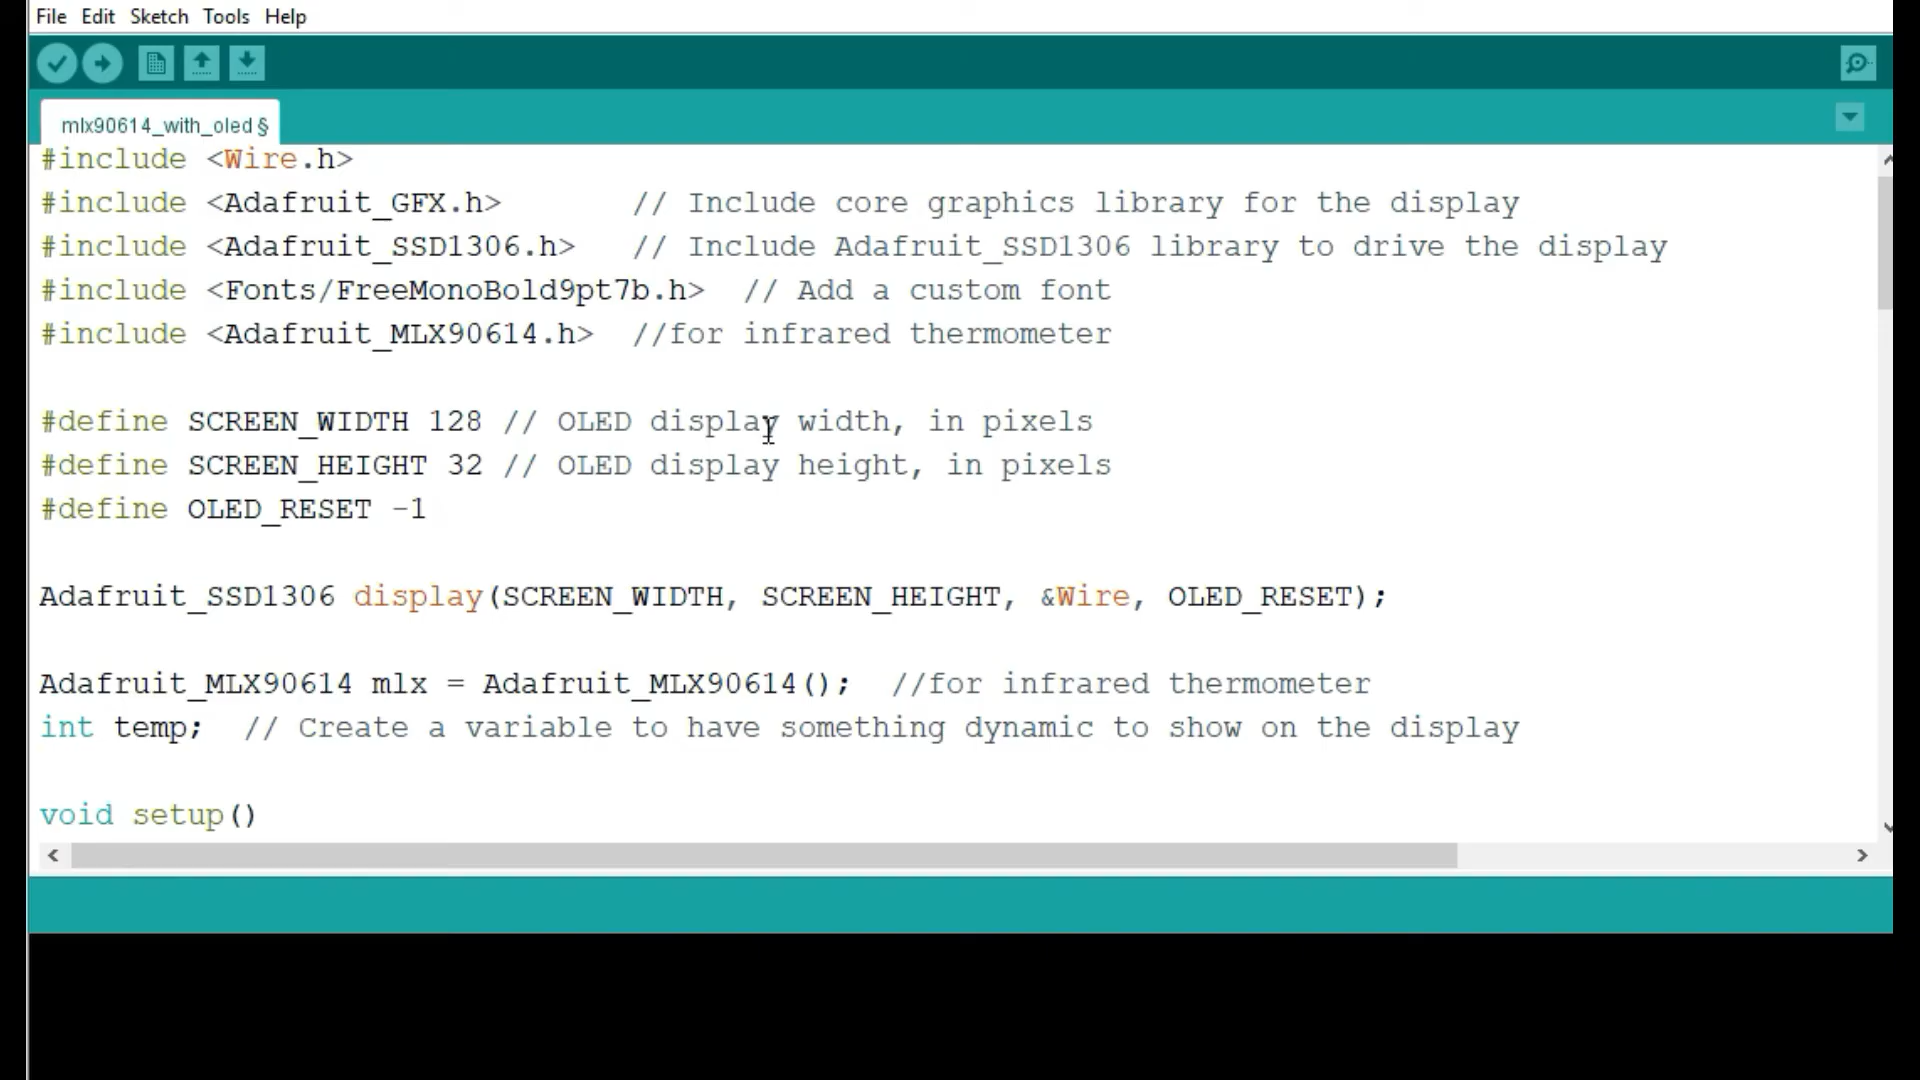 File Edit Sketch Tools Help
mlx90614_with_oled §
#include <Wire.h>
#include <Adafruit_GFX.h>       // Include core graphics library for the display
#include <Adafruit_SSD1306.h>   // Include Adafruit_SSD1306 library to drive the display
#include <Fonts/FreeMonoBold9pt7b.h>  // Add a custom font
#include <Adafruit_MLX90614.h>  //for infrared thermometer
#define SCREEN_WIDTH 128 // OLED display width, in pixels
#define SCREEN_HEIGHT 32 // OLED display height, in pixels
#define OLED_RESET -1
Adafruit_SSD1306 display(SCREEN_WIDTH, SCREEN_HEIGHT, &Wire, OLED_RESET);
Adafruit_MLX90614 mlx = Adafruit_MLX90614();  //for infrared thermometer
int temp;  // Create a variable to have something dynamic to show on the display
void setup()